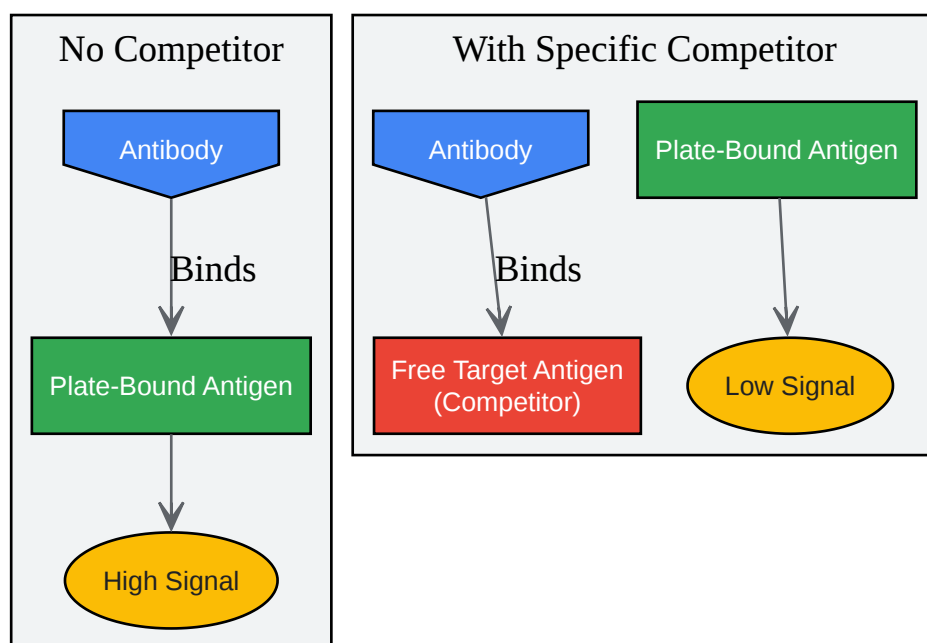 No Competitor
Antibody
Binds
Plate-Bound Antigen
High Signal
With Specific Competitor
Antibody
Plate-Bound Antigen
Binds
Free Target Antigen
(Competitor)
Low Signal